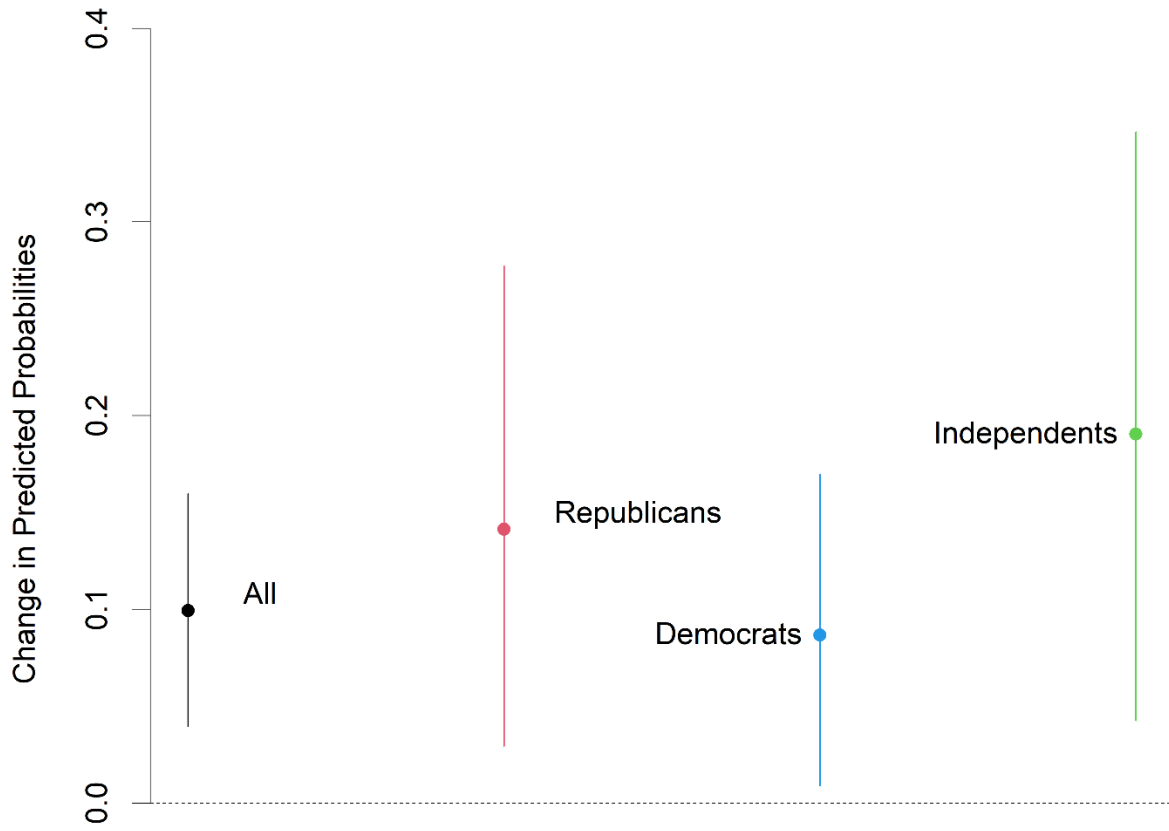 0.4
0.3
0.2
0.1
0.0
Change in Predicted Probabilities
All
Republicans
Democrats
Independents